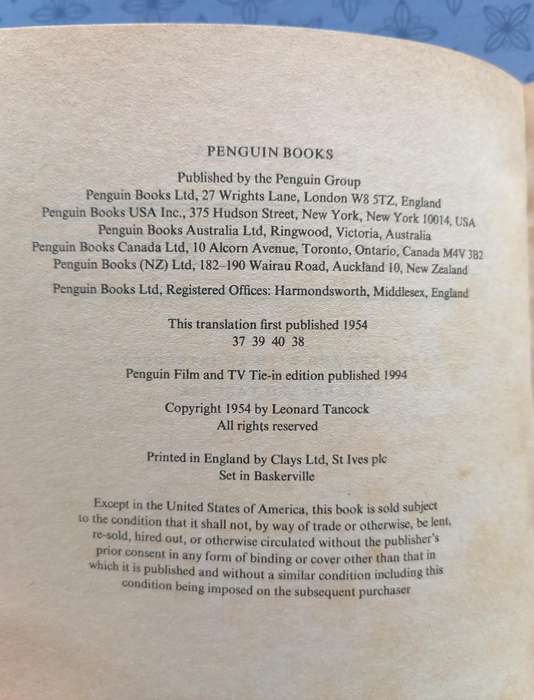 PENGUIN BOOKS
Published by the Penguin Group
Penguin Books Ltd, 27 Wrights Lane, London W8 5TZ, England
Penguin Books USA Inc., 375 Hudson Street, New York, New York 10014, USA
Penguin Books Australia Ltd, Ringwood, Victoria, Australia
Penguin Books Canada Ltd, 10 Alcorn Avenue, Toronto, Ontario, Canada M4V 3B2
Penguin Books (NZ) Ltd, 182–190 Wairau Road, Auckland 10, New Zealand
Penguin Books Ltd, Registered Offices: Harmondsworth, Middlesex, England
This translation first published 1954
37 39 40 38
Penguin Film and TV Tie-in edition published 1994
Copyright 1954 by Leonard Tancock
All rights reserved
Printed in England by Clays Ltd, St Ives plc
Set in Baskerville
Except in the United States of America, this book is sold subject
to the condition that it shall not, by way of trade or otherwise, be lent,
re-sold, hired out, or otherwise circulated without the publisher's
prior consent in any form of binding or cover other than that in
which it is published and without a similar condition including this
condition being imposed on the subsequent purchaser